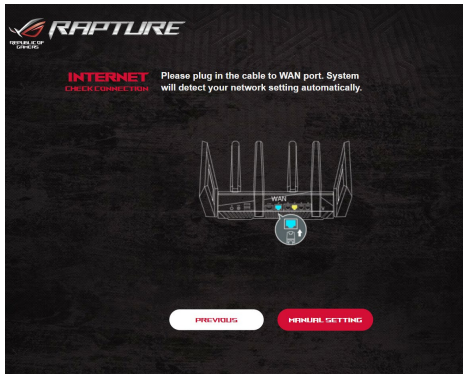 RAPTURE
REPUBLIC OF
GAMERS
INTERNET
CHECK CONNECTION
Please plug in the cable to WAN port. System
will detect your network setting automatically.
WAN
PREVIOUS
MANUAL SETTING